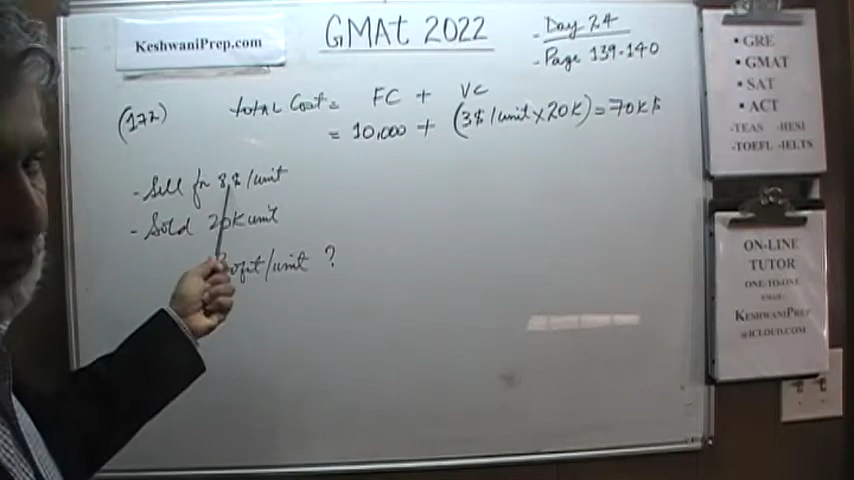 KeshwaniPrep.com
GMAt 2022
- Day 24
- Page 139-140
(172) total Cost = FC + VC
= 10,000 + (3$/unit x 20K) = 70K $
- Sell for 8$/unit
- Sold 20K unit
Profit/unit ?
• GRE
• GMAT
• SAT
• ACT
-TEAS -HESI
-TOEFL -IELTS
ON-LINE
TUTOR
ONE-TO-ONE
KESHWANIPREP
@ICLOUD.COM